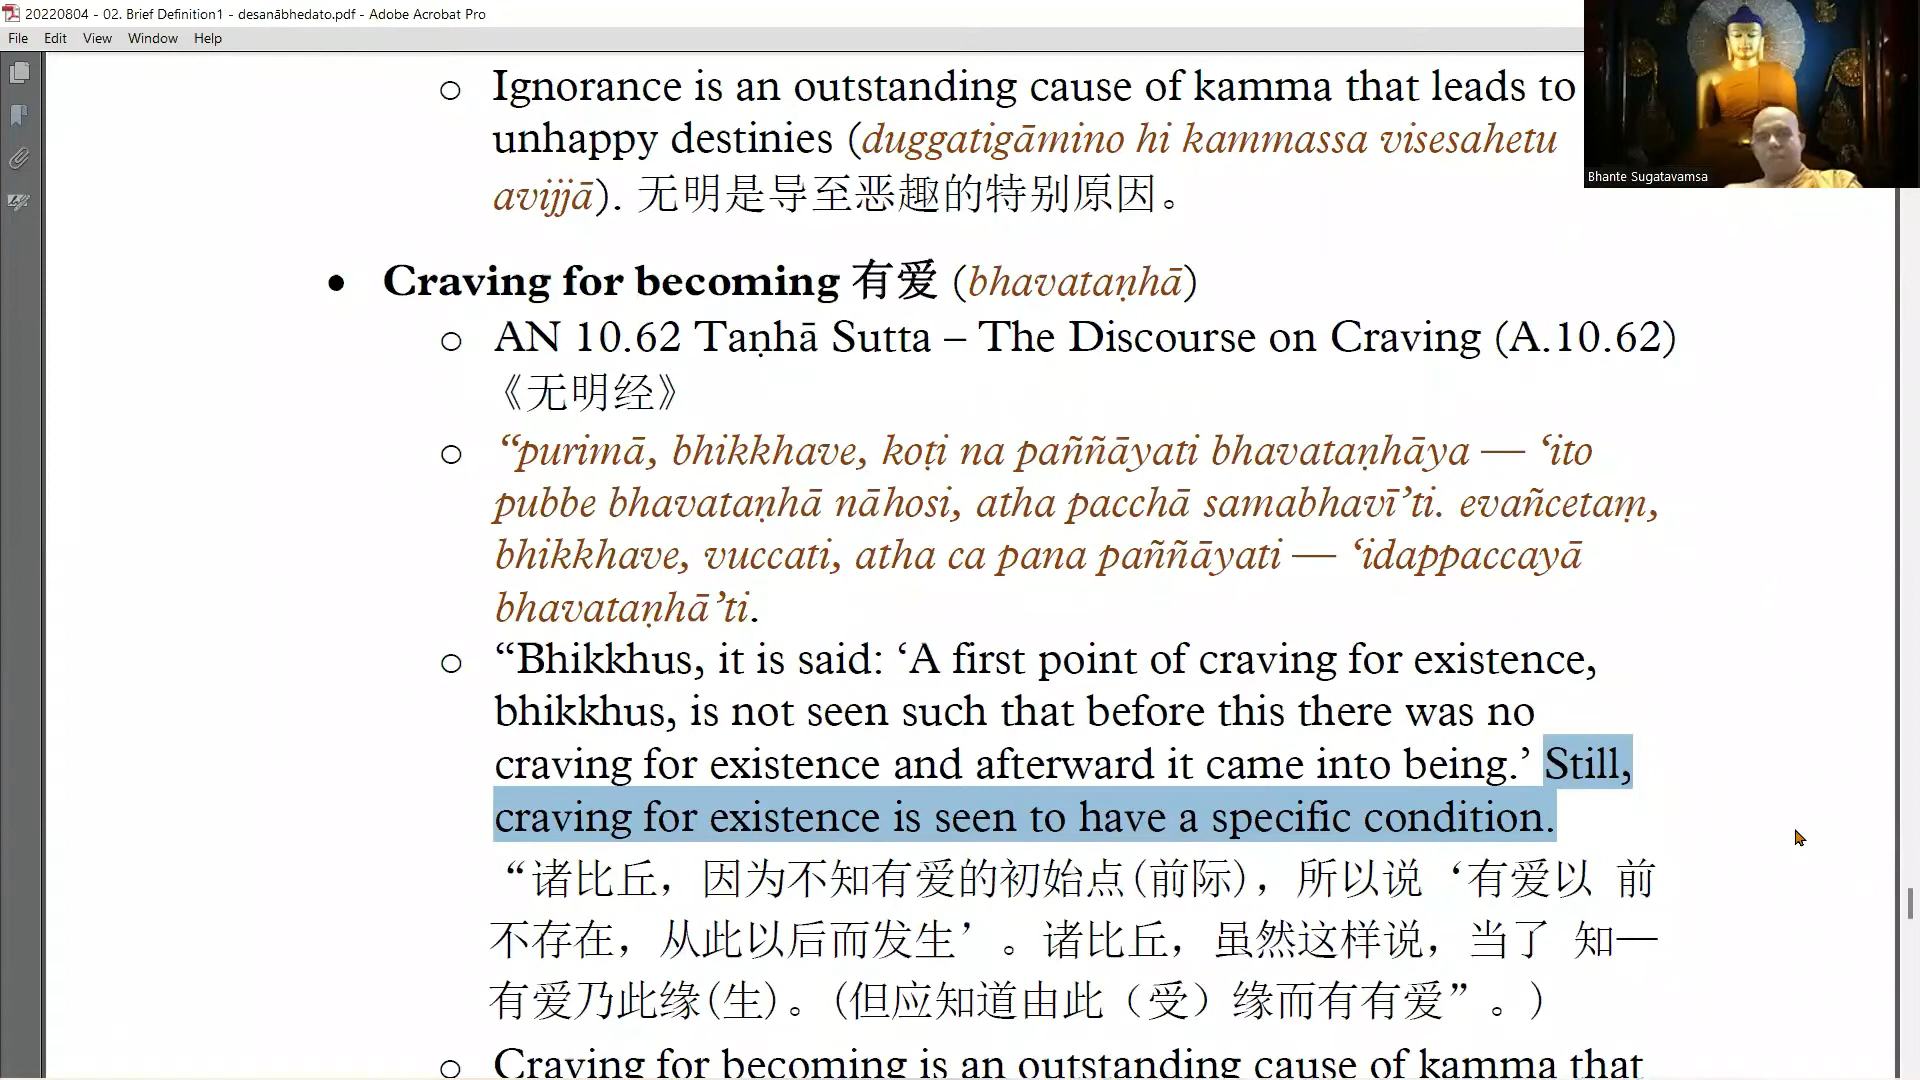 20220804 - 02. Brief Definition1 - desanābhedato.pdf - Adobe Acrobat Pro
File Edit View Window Help
Bhante Sugatavamsa
○ Ignorance is an outstanding cause of kamma that leads to
unhappy destinies (duggatigāmino hi kammassa visesahetu
avijjā). 无明是导至恶趣的特别原因。
• Craving for becoming 有爱 (bhavataṇhā)
○ AN 10.62 Taṇhā Sutta – The Discourse on Craving (A.10.62)
《无明经》
○ “purimā, bhikkhave, koṭi na paññāyati bhavataṇhāya — ‘ito
pubbe bhavataṇhā nāhosi, atha pacchā samabhavī’ti. evañcetaṃ,
bhikkhave, vuccati, atha ca pana paññāyati — ‘idappaccayā
bhavataṇhā’ti.
○ “Bhikkhus, it is said: ‘A first point of craving for existence,
bhikkhus, is not seen such that before this there was no
craving for existence and afterward it came into being.’ Still,
craving for existence is seen to have a specific condition.
“诸比丘，因为不知有爱的初始点(前际)，所以说‘有爱以 前
不存在，从此以后而发生’。诸比丘，虽然这样说，当了 知—
有爱乃此缘(生)。(但应知道由此（受）缘而有有爱”。)
○ Craving for becoming is an outstanding cause of kamma that